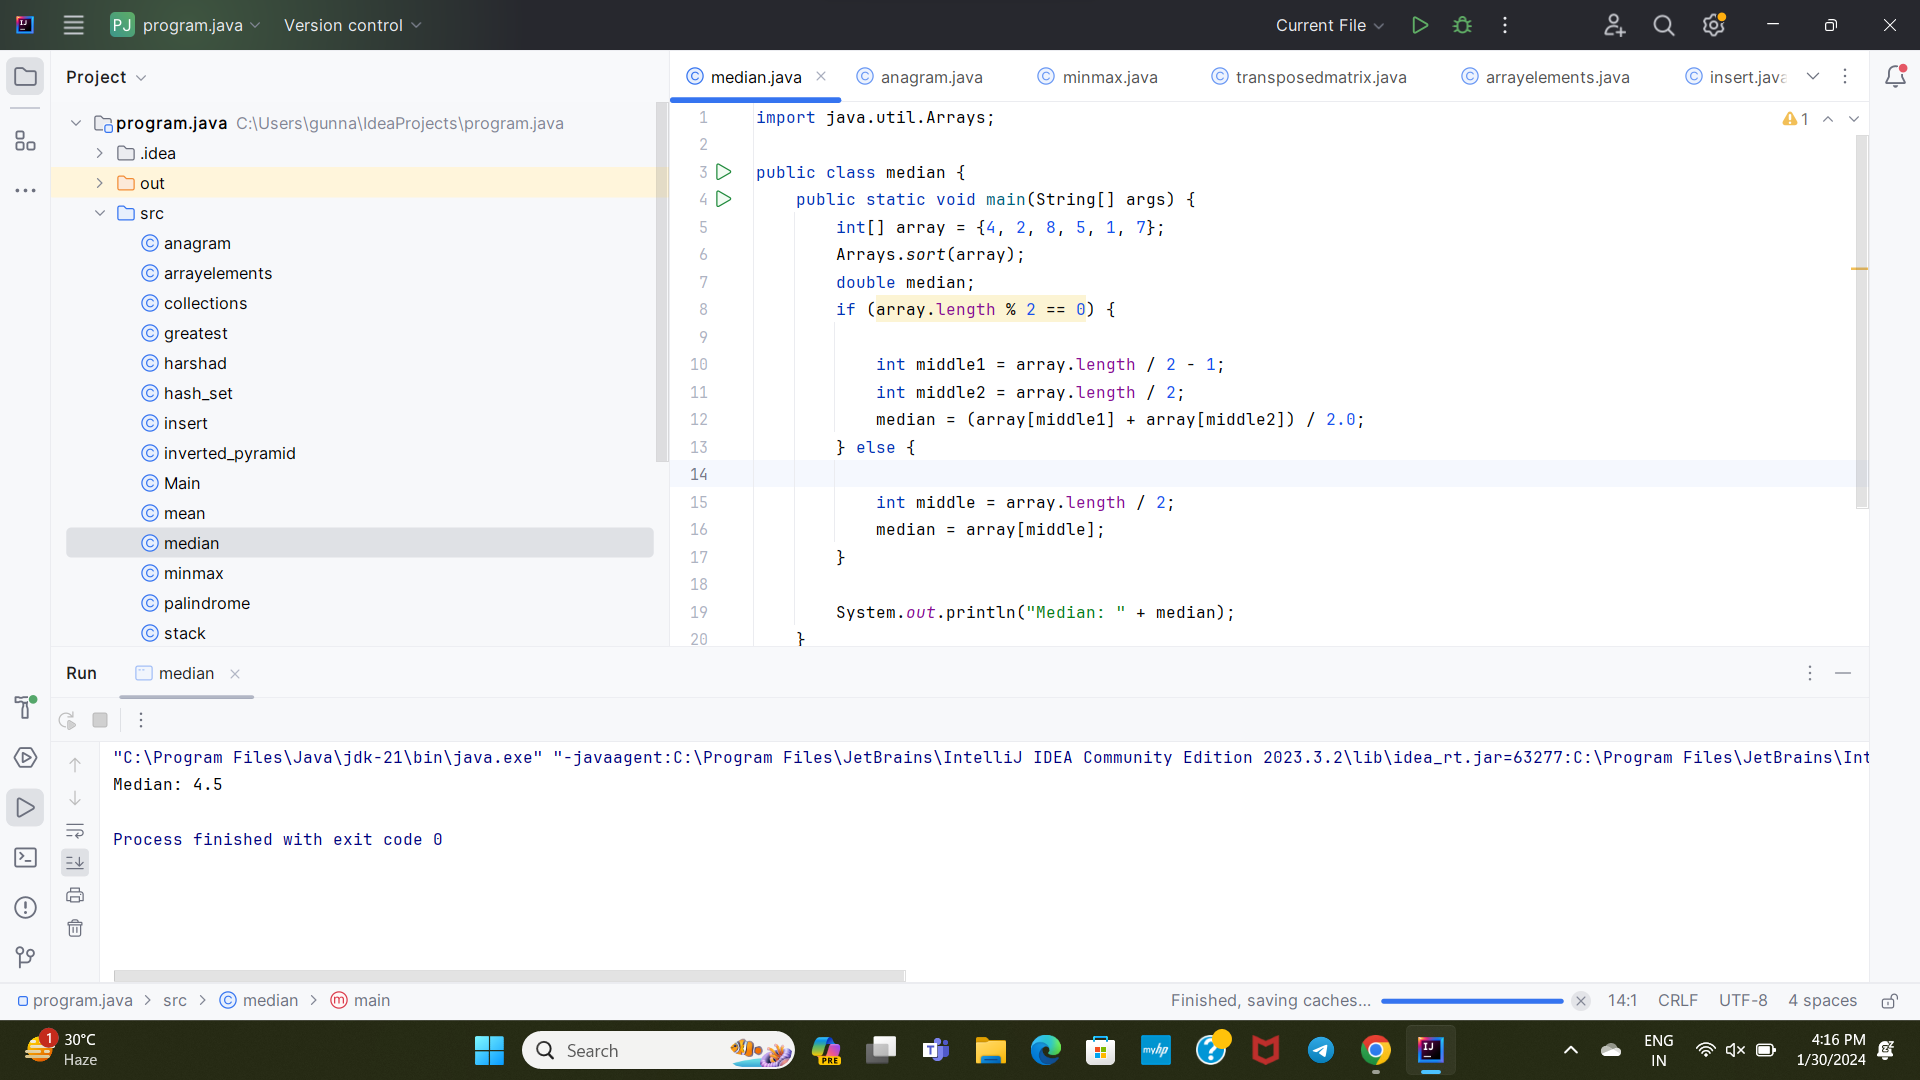 PJ program.java Version control Current File
Project
program.java C:\Users\gunna\IdeaProjects\program.java
.idea
out
src
anagram
arrayelements
collections
greatest
harshad
hash_set
insert
inverted_pyramid
Main
mean
median
minmax
palindrome
stack
median.java anagram.java minmax.java transposedmatrix.java arrayelements.java insert.java
1 import java.util.Arrays; 1
2
3 public class median {
4 public static void main(String[] args) {
5 int[] array = {4, 2, 8, 5, 1, 7};
6 Arrays.sort(array);
7 double median;
8 if (array.length % 2 == 0) {
9
10 int middle1 = array.length / 2 - 1;
11 int middle2 = array.length / 2;
12 median = (array[middle1] + array[middle2]) / 2.0;
13 } else {
14
15 int middle = array.length / 2;
16 median = array[middle];
17 }
18
19 System.out.println("Median: " + median);
20 }
Run median
"C:\Program Files\Java\jdk-21\bin\java.exe" "-javaagent:C:\Program Files\JetBrains\IntelliJ IDEA Community Edition 2023.3.2\lib\idea_rt.jar=63277:C:\Program Files\JetBrains\Int
Median: 4.5
Process finished with exit code 0
program.java > src > median > main Finished, saving caches... 14:1 CRLF UTF-8 4 spaces
1 30°C
Haze
Search
PRE
myhp
ENG
IN
4:16 PM
1/30/2024